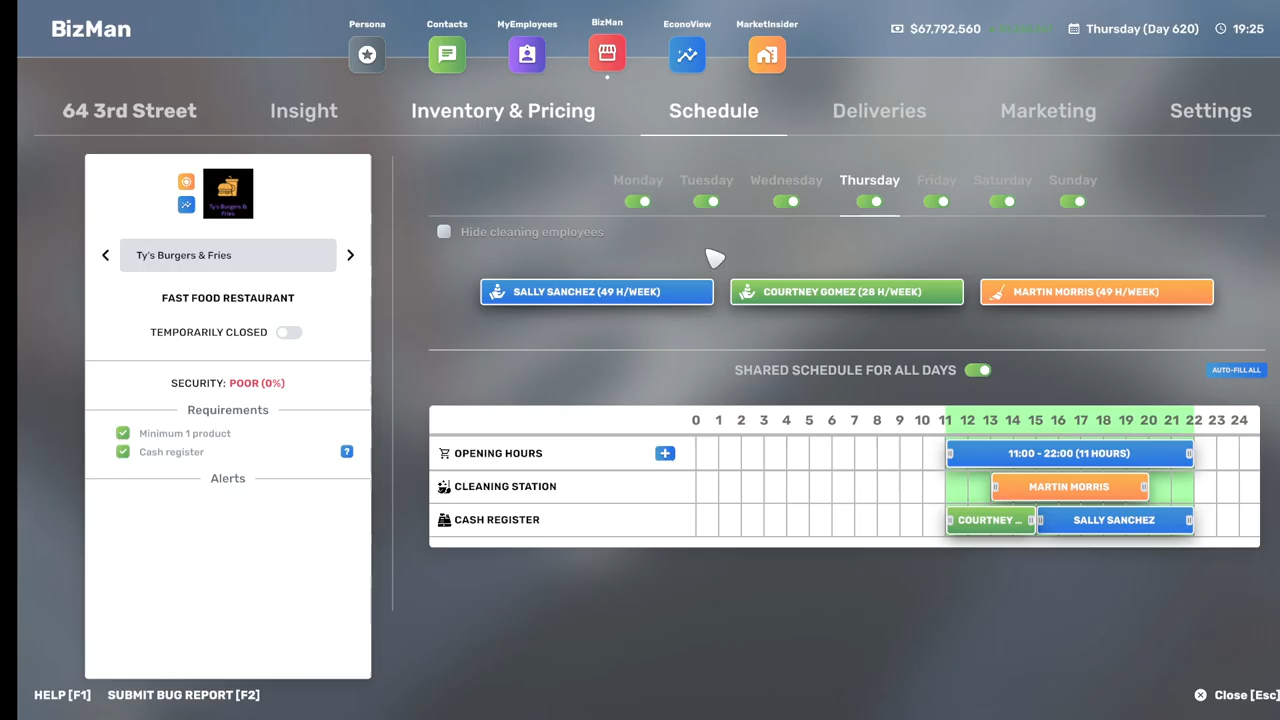 BizMan
Persona
Contacts
MyEmployees
BizMan
EconoView
MarketInsider
$67,792,560
Thursday (Day 620)
19:25
64 3rd Street
Insight
Inventory & Pricing
Schedule
Deliveries
Marketing
Settings
Ty's Burgers &
Fries
Ty's Burgers & Fries
FAST FOOD RESTAURANT
TEMPORARILY CLOSED
SECURITY: POOR (0%)
Requirements
Minimum 1 product
Cash register
?
Alerts
Monday
Tuesday
Wednesday
Thursday
Friday
Saturday
Sunday
Hide cleaning employees
SALLY SANCHEZ (49 H/WEEK)
COURTNEY GOMEZ (28 H/WEEK)
MARTIN MORRIS (49 H/WEEK)
SHARED SCHEDULE FOR ALL DAYS
AUTO-FILL ALL
0 1 2 3 4 5 6 7 8 9 10 11 12 13 14 15 16 17 18 19 20 21 22 23 24
OPENING HOURS
11:00 - 22:00 (11 HOURS)
CLEANING STATION
MARTIN MORRIS
CASH REGISTER
COURTNEY ...
SALLY SANCHEZ
HELP [F1]
SUBMIT BUG REPORT [F2]
Close [Esc]